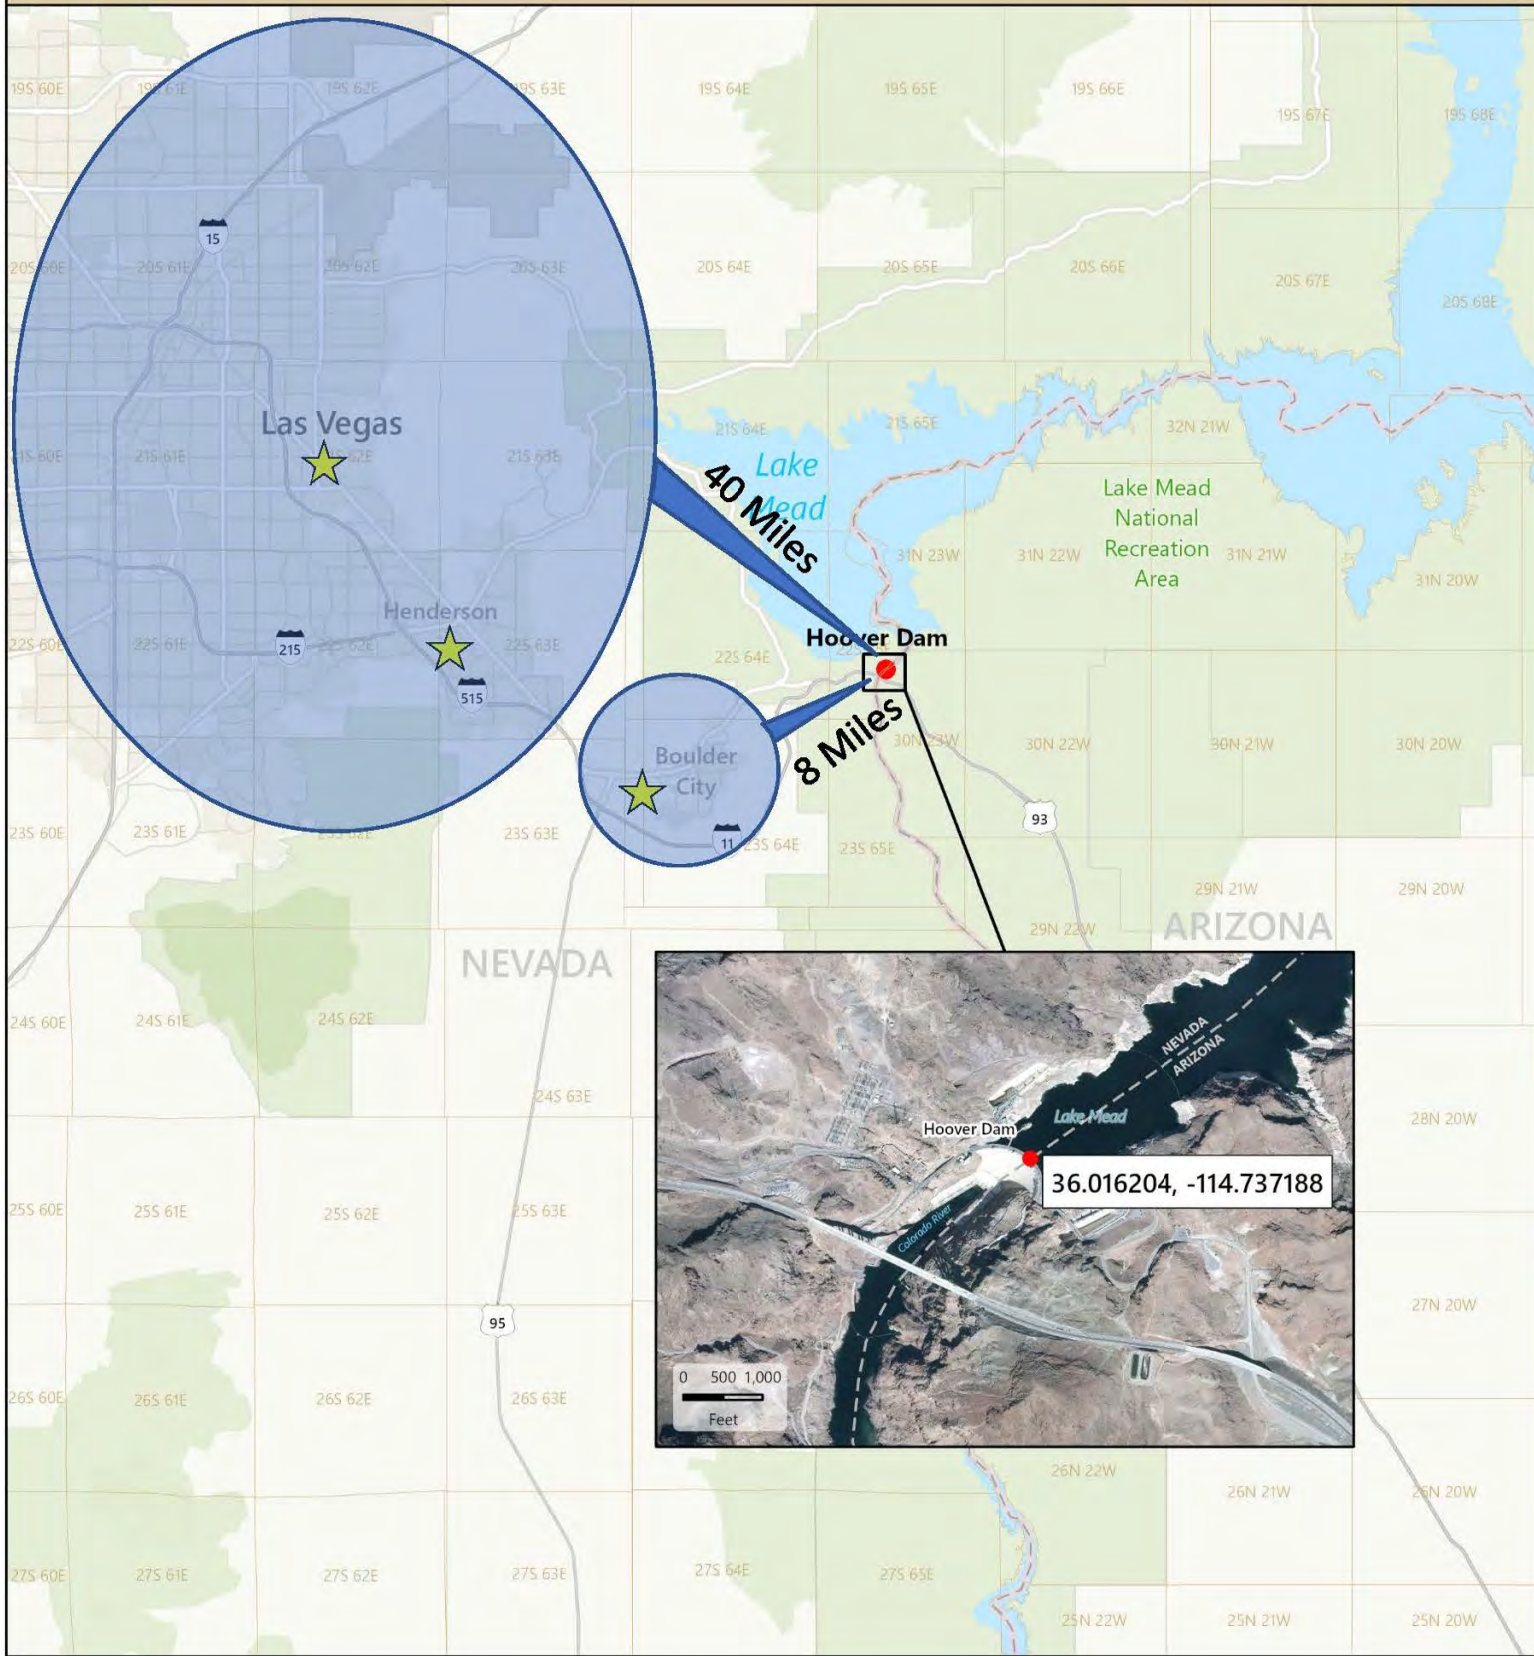 19S 60E
19S 61E
19S 62E
19S 63E
19S 64E
19S 65E
19S 66E
19S 67E
19S 68E
15
20S 60E
20S 61E
20S 62E
20S 63E
20S 64E
20S 65E
20S 66E
20S 67E
20S 68E
Las Vegas
21S 60E
21S 61E
21S 63E
21S 64E
21S 65E
32N 21W
Lake
Mead
40 Miles
Lake Mead
National
Recreation
Area
31N 23W
31N 22W
31N 21W
31N 20W
Henderson
22S 60E
22S 61E
215
22S 62E
22S 63E
515
22S 64E
Hoover Dam
8 Miles
Boulder
City
11
30N 23W
30N 22W
30N 21W
30N 20W
93
23S 60E
23S 61E
23S 62E
23S 63E
23S 64E
23S 65E
29N 21W
29N 20W
29N 22W
NEVADA
ARIZONA
24S 60E
24S 61E
24S 62E
24S 63E
NEVADA
ARIZONA
Lake Mead
Hoover Dam
36.016204, -114.737188
Colorado River
0 500 1,000
Feet
28N 20W
25S 60E
25S 61E
25S 62E
25S 63E
27N 20W
95
26S 60E
26S 61E
26S 62E
26S 63E
26N 22W
26N 21W
26N 20W
27S 60E
27S 61E
27S 62E
27S 63E
27S 64E
27S 65E
25N 22W
25N 21W
25N 20W